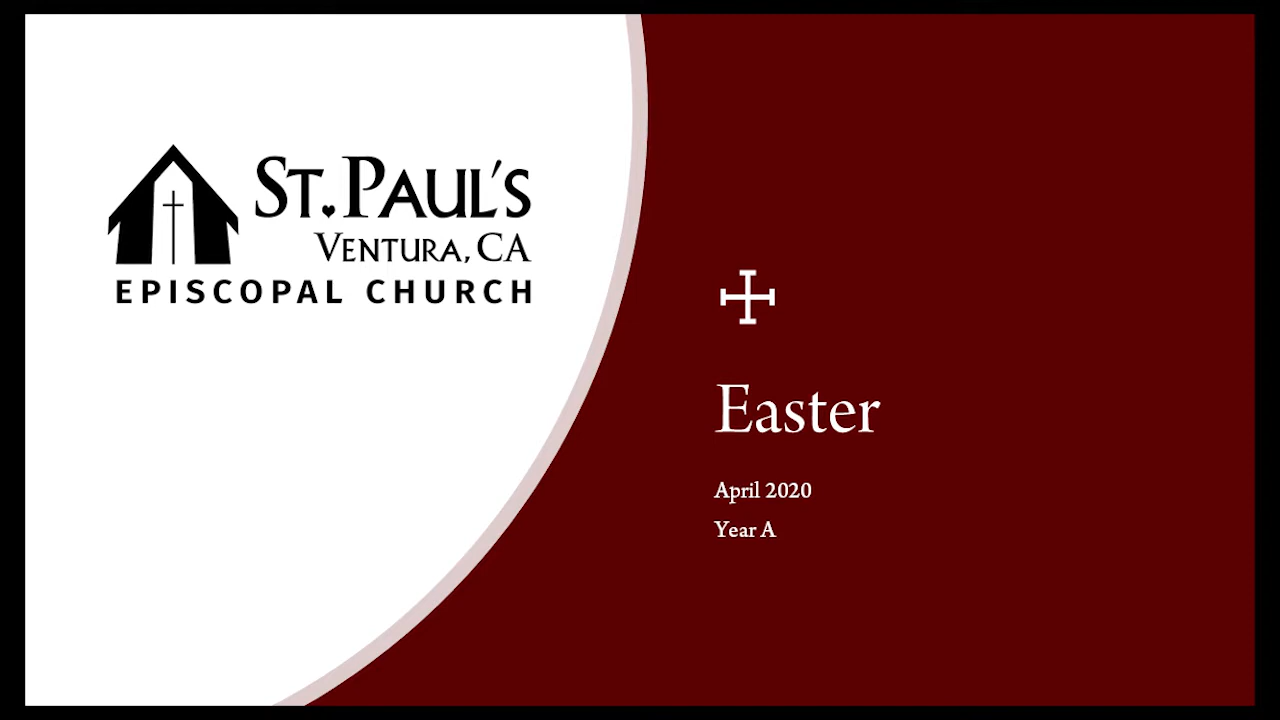 St. Paul's
Ventura, CA
EPISCOPAL CHURCH
Easter
April 2020
Year A